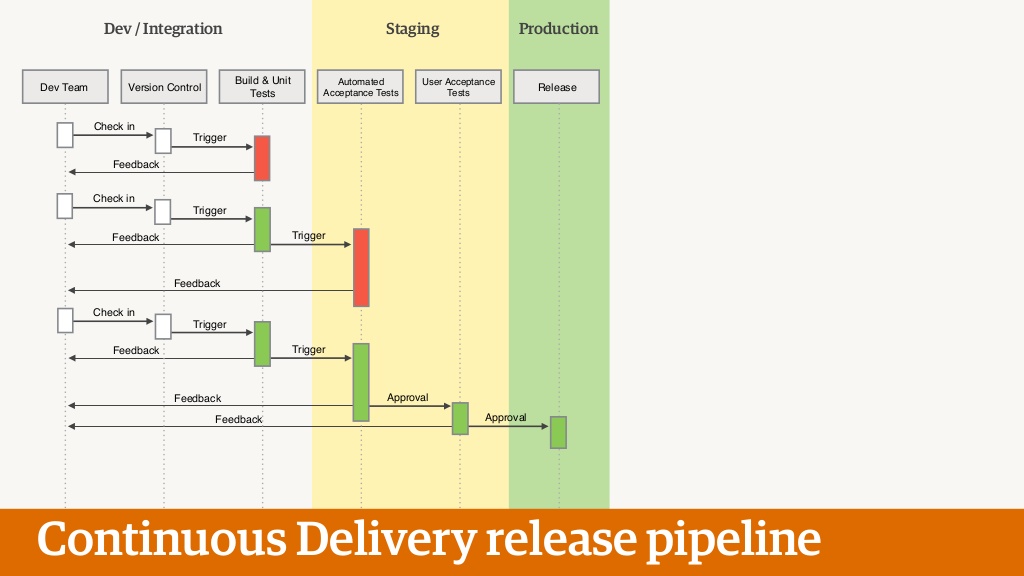 Dev / Integration
Staging
Production
Dev Team
Version Control
Build & Unit
Tests
Automated
Acceptance Tests
User Acceptance
Tests
Release
Check in
Trigger
Feedback
Check in
Trigger
Feedback
Trigger
Feedback
Check in
Trigger
Feedback
Trigger
Feedback
Approval
Feedback
Approval
Continuous Delivery release pipeline